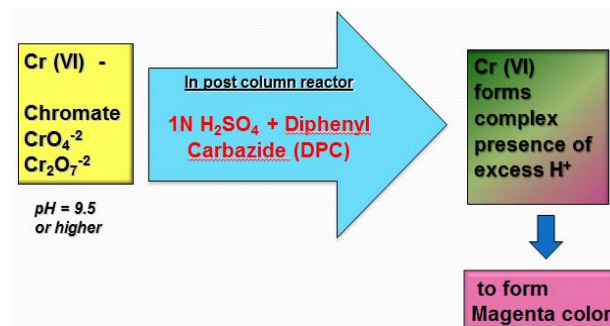 Cr (VI) -
Chromate
CrO₄⁻²
Cr₂O₇⁻²
pH = 9.5
or higher
In post column reactor
1N H₂SO₄ + Diphenyl
Carbazide (DPC)
Cr (VI)
forms
complex
presence of
excess H⁺
to form
Magenta color